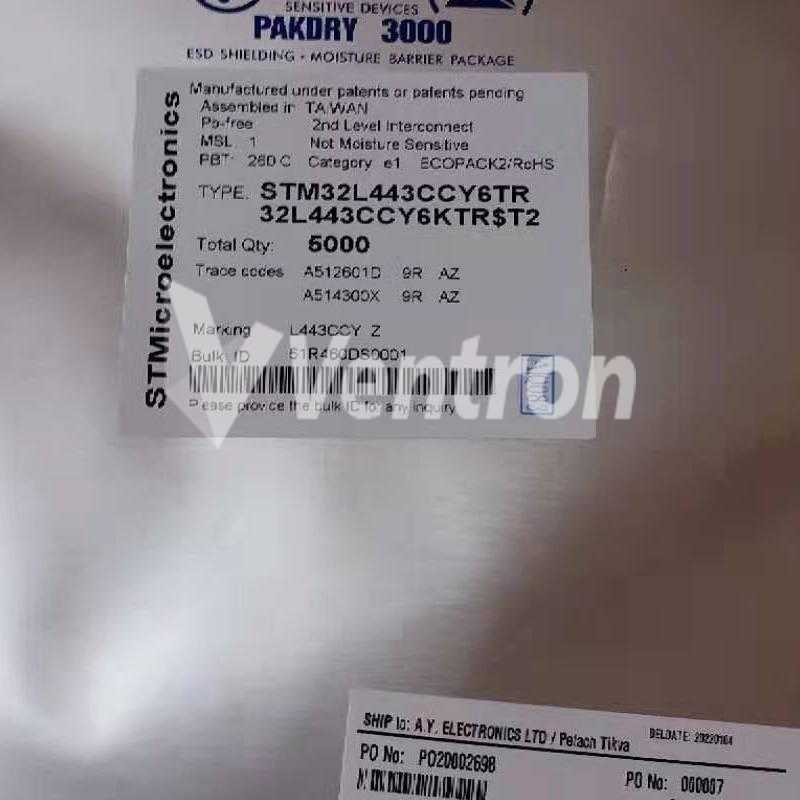 SENSITIVE DEVICES
PAKDRY 3000
ESD SHIELDING - MOISTURE BARRIER PACKAGE
STMicroelectronics
Manufactured under patents or patents pending
Assembled in TAIWAN
Pb-free 2nd Level Interconnect
MSL 1 Not Moisture Sensitive
PBT: 260 C Category e1 ECOPACK2/RoHS
TYPE: STM32L443CCY6TR
32L443CCY6KTR$T2
Total Qty: 5000
Trace codes A512601D 9R AZ
A514300X 9R AZ
Marking L443CCY Z
Bulk ID 51R460DS0001
Please provide the bulk ID for any inquiry
Ventron
SHIP to: A.Y. ELECTRONICS LTD / Petach Tikva
DELDATE: 20220104
PO No: PO20002698
PO No: 000007